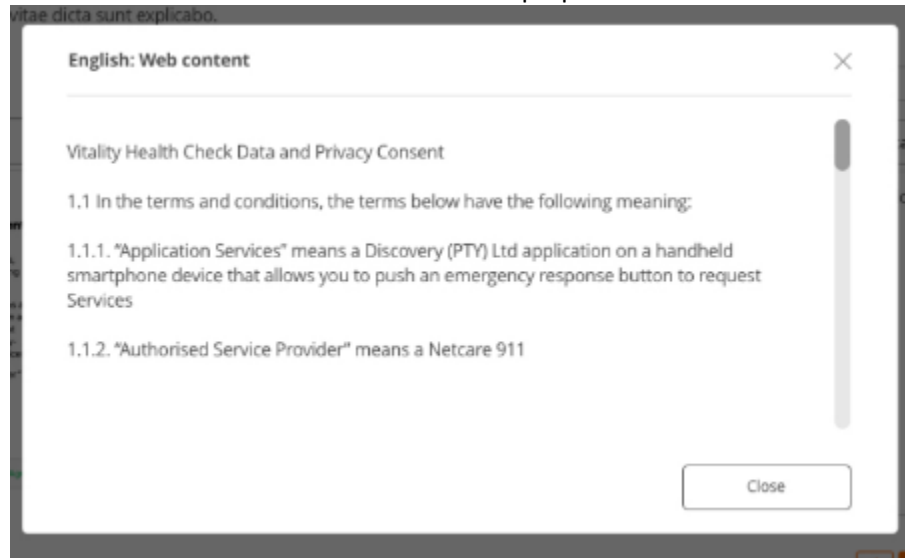 vitae dicta sunt explicabo.
English: Web content
Vitality Health Check Data and Privacy Consent
1.1 In the terms and conditions, the terms below have the following meaning:
1.1.1. “Application Services” means a Discovery (PTY) Ltd application on a handheld
smartphone device that allows you to push an emergency response button to request
Services
1.1.2. “Authorised Service Provider” means a Netcare 911
Close